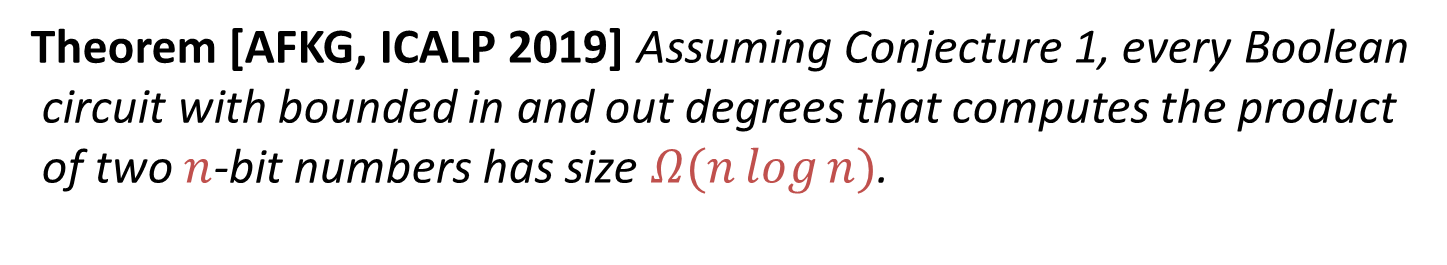 Theorem [AFKG, ICALP 2019] Assuming Conjecture 1, every Boolean
circuit with bounded in and out degrees that computes the product
of two n-bit numbers has size Ω(n log n).